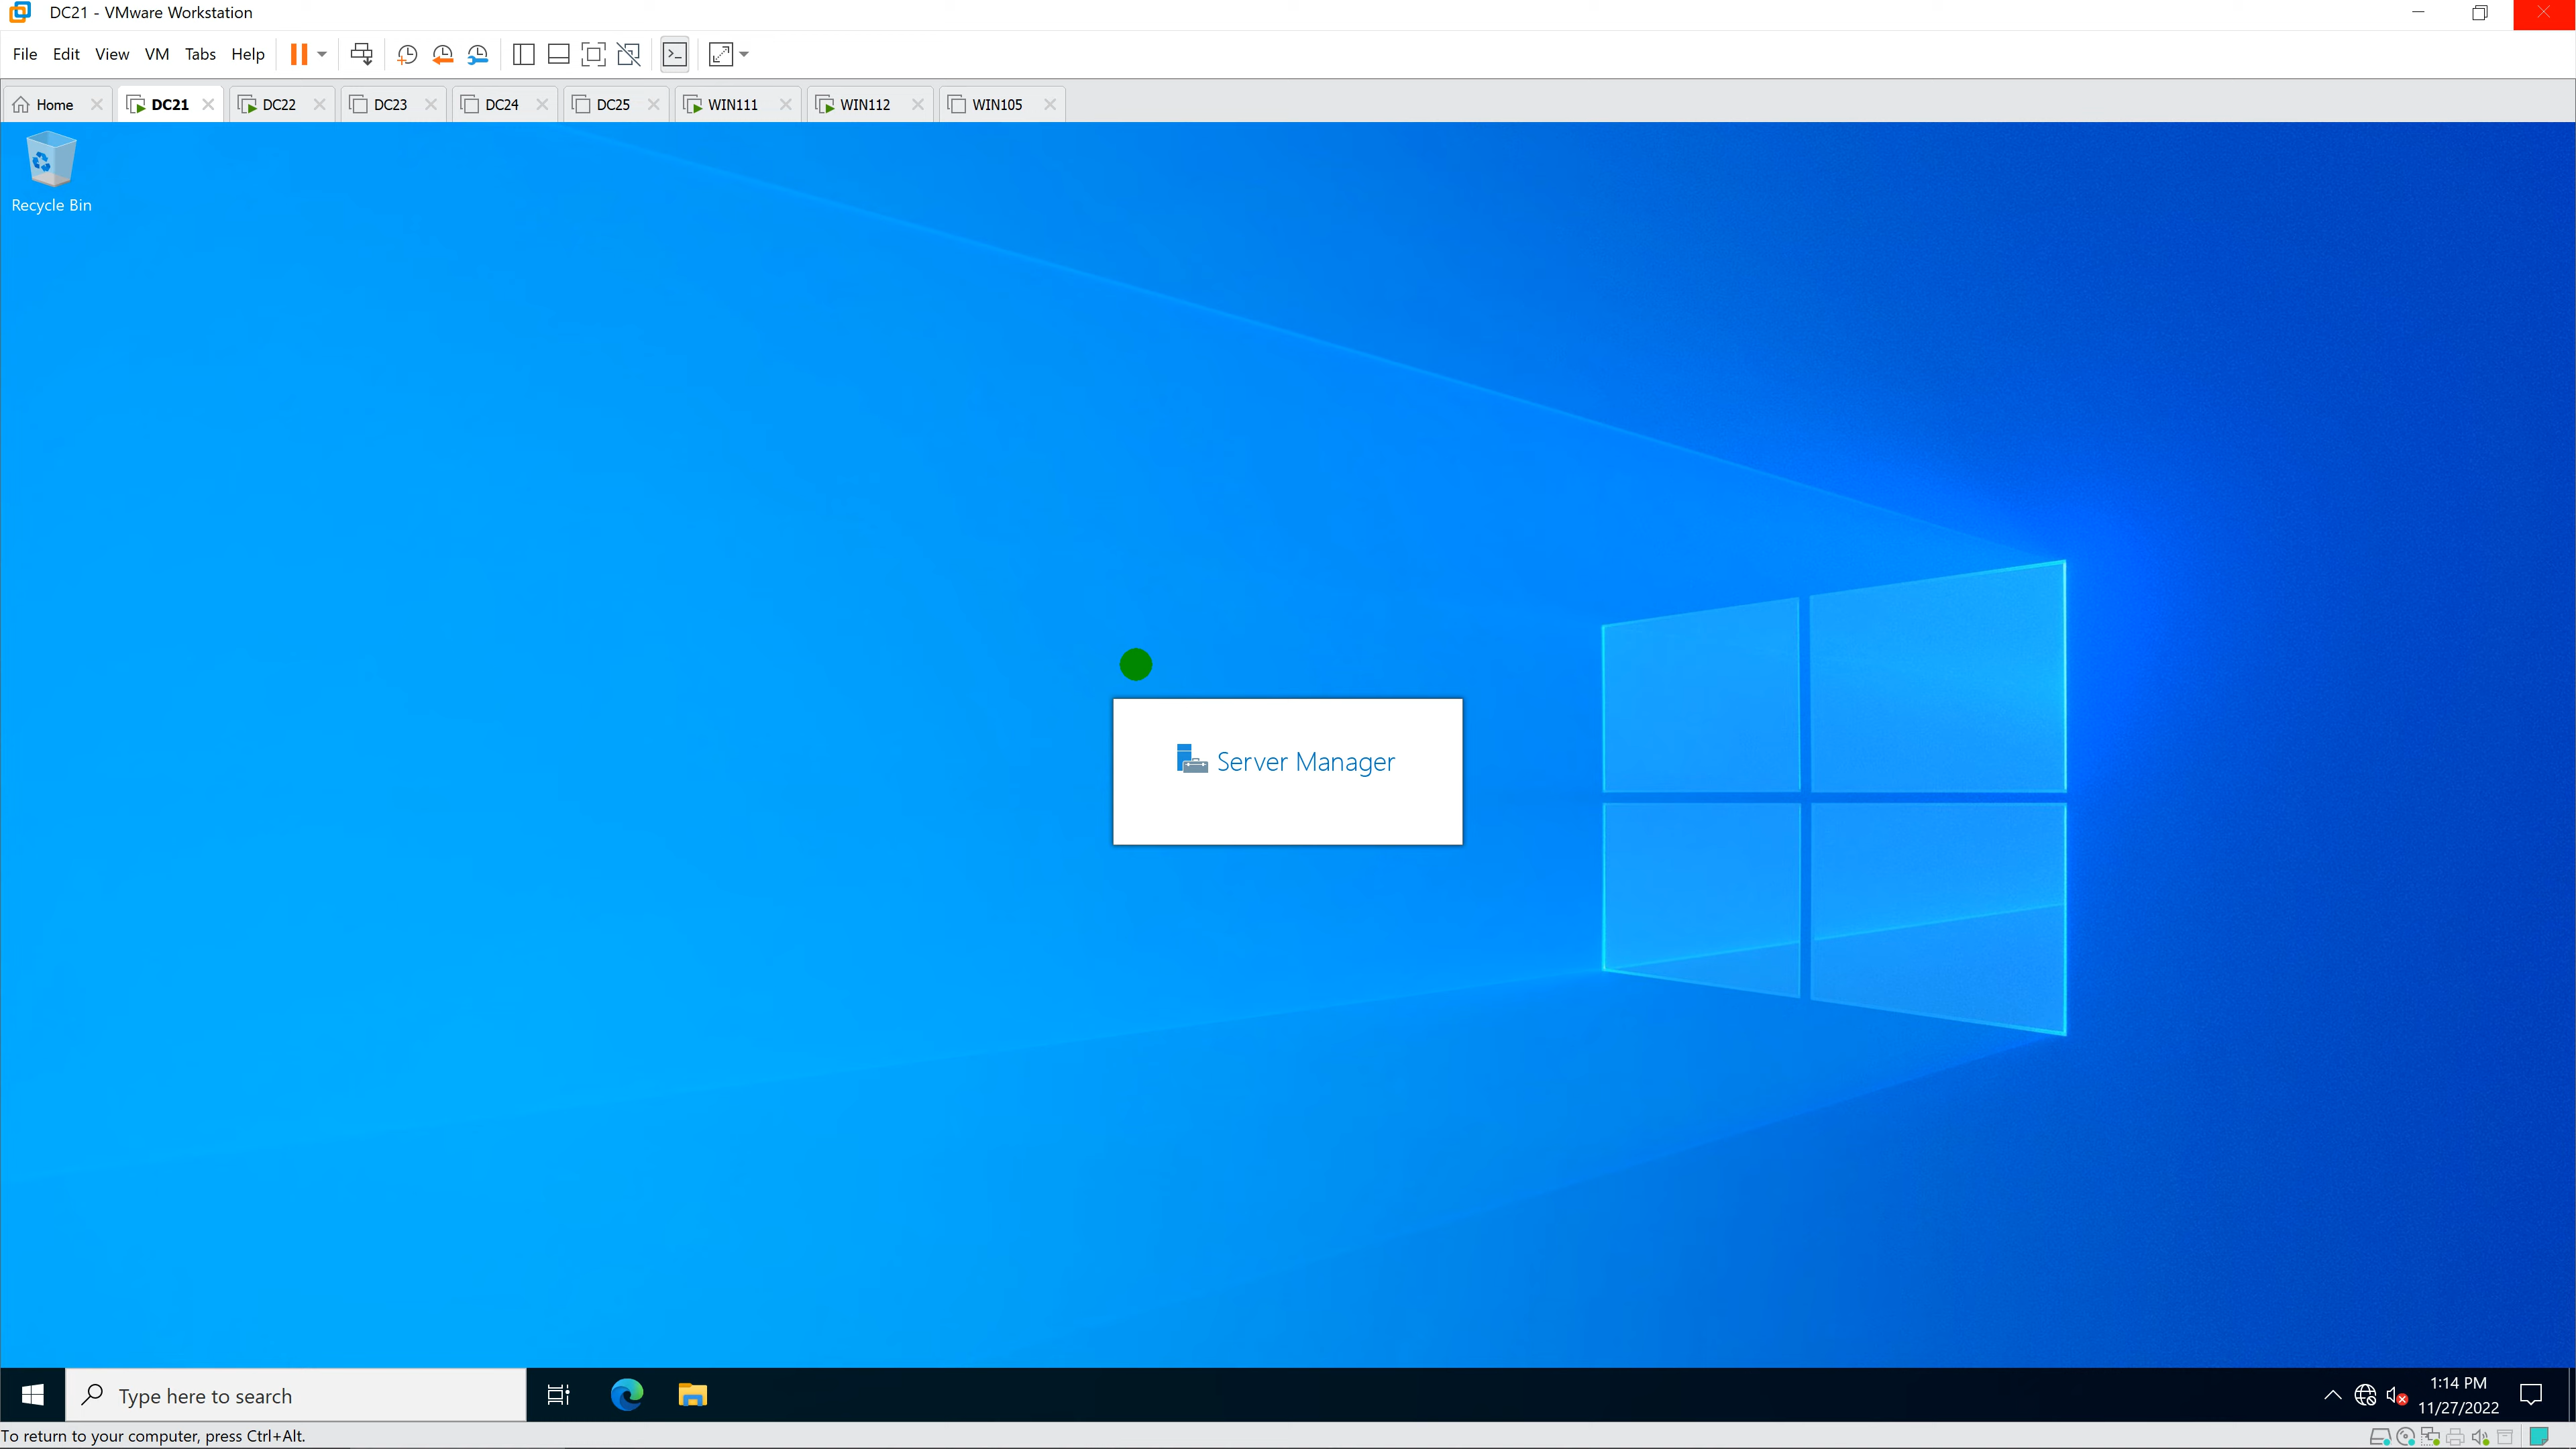 DC21 - VMware Workstation
File Edit View VM Tabs Help
Home DC21 DC22 DC23 DC24 DC25 WIN111 WIN112 WIN105
Recycle Bin
Server Manager
Type here to search
1:14 PM
11/27/2022
To return to your computer, press Ctrl+Alt.